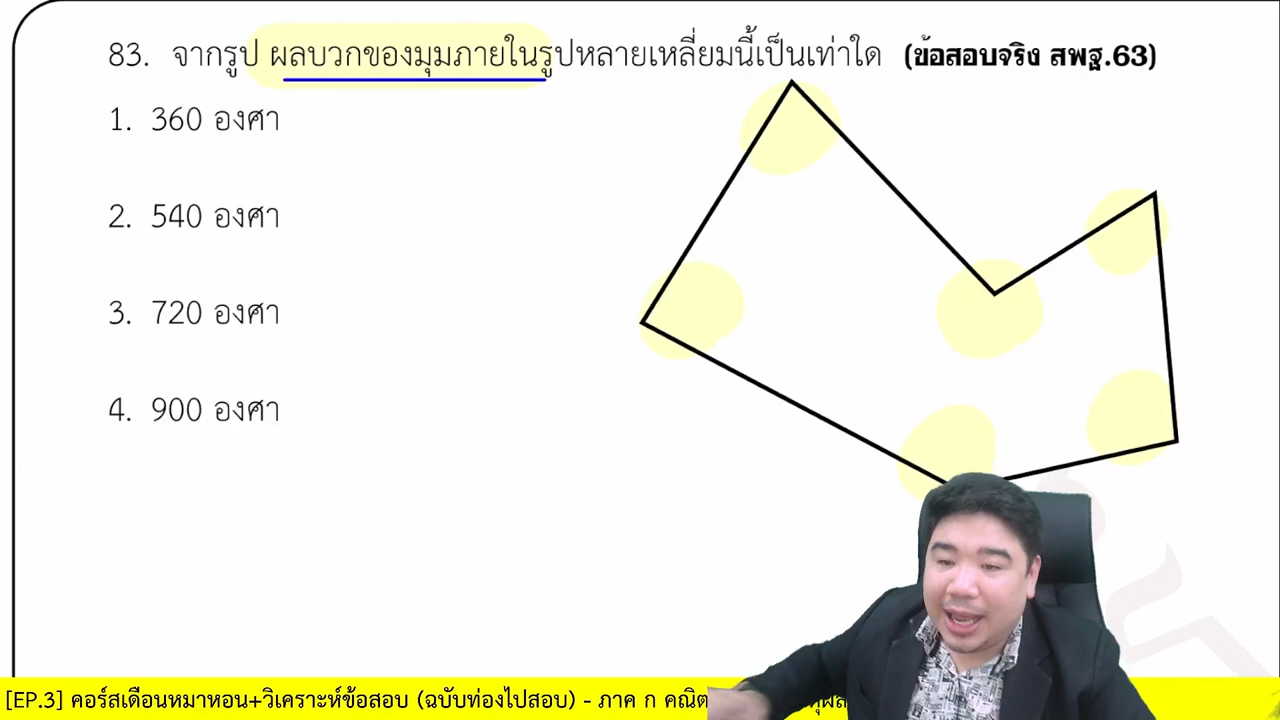 83. จากรูป ผลบวกของมุมภายในรูปหลายเหลี่ยมนี้เป็นเท่าใด (ข้อสอบจริง สพฐ.63)
1. 360 องศา
2. 540 องศา
3. 720 องศา
4. 900 องศา
[EP.3] คอร์สเดือนหมาหอน+วิเคราะห์ข้อสอบ (ฉบับท่องไปสอบ) - ภาค ก คณิต